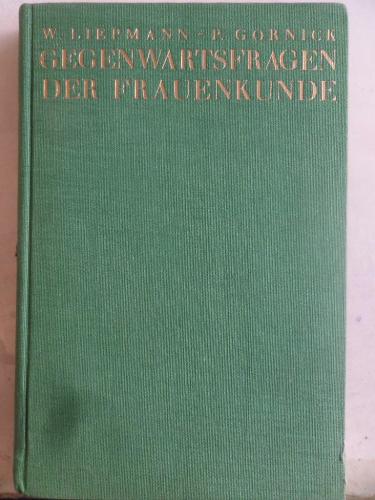 W. LIEPMANN - P. GORNICK
GEGENWARTSFRAGEN
DER FRAUENKUNDE